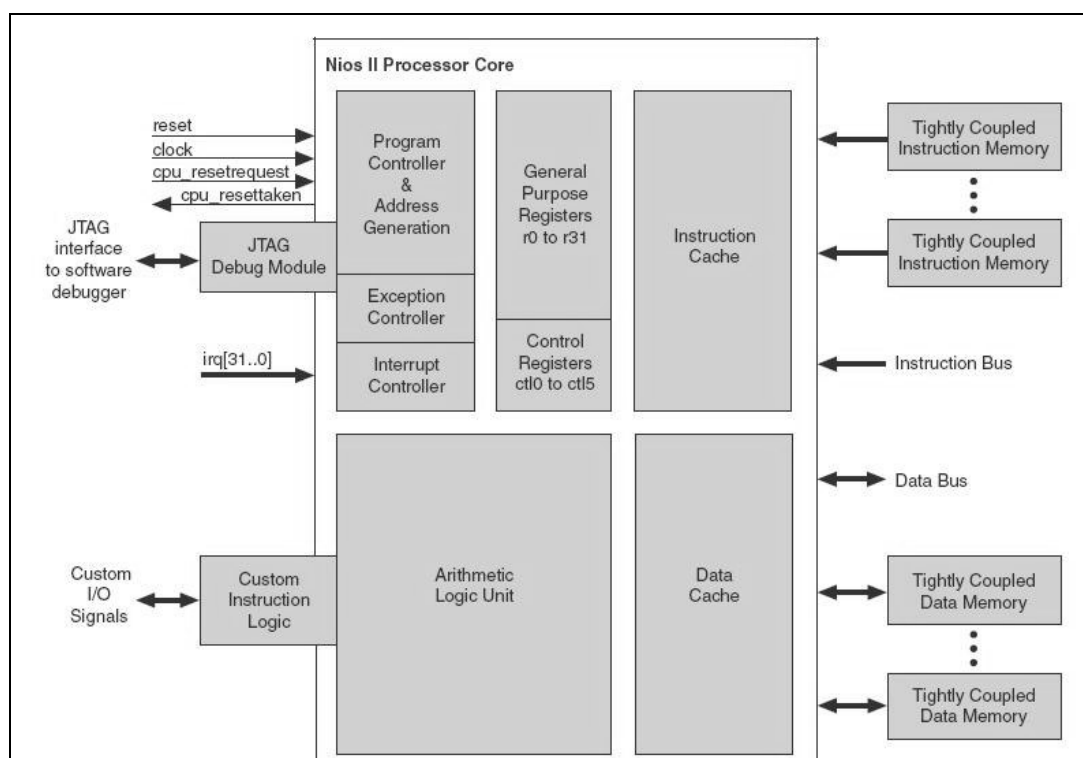 Nios II Processor Core
reset
clock
cpu_resetrequest
cpu_resettaken
JTAG
interface
to software
debugger
JTAG
Debug Module
irq[31..0]
Program
Controller
&
Address
Generation
Exception
Controller
Interrupt
Controller
General
Purpose
Registers
r0 to r31
Control
Registers
ctl0 to ctl5
Instruction
Cache
Tightly Coupled
Instruction Memory
Tightly Coupled
Instruction Memory
Instruction Bus
Data Bus
Custom
I/O
Signals
Custom
Instruction
Logic
Arithmetic
Logic Unit
Data
Cache
Tightly Coupled
Data Memory
Tightly Coupled
Data Memory